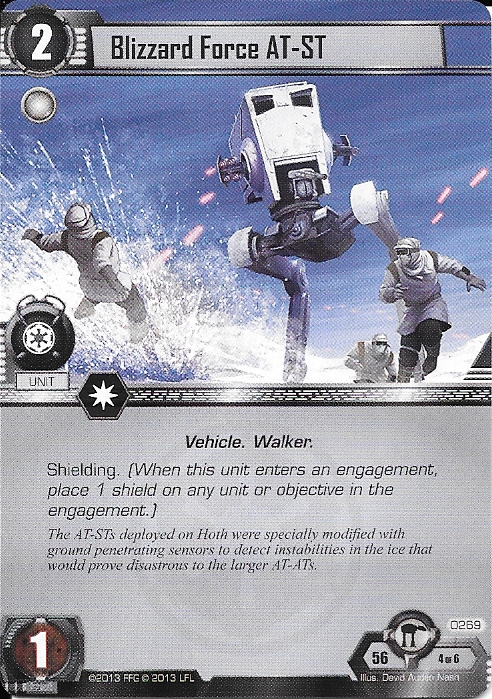 2
Blizzard Force AT-ST
UNIT
Vehicle. Walker.
Shielding. (When this unit enters an engagement,
place 1 shield on any unit or objective in the
engagement.)
The AT-STs deployed on Hoth were specially modified with
ground penetrating sensors to detect instabilities in the ice that
would prove disastrous to the larger AT-ATs.
0269
1
56
4 OF 6
©2013 FFG © 2013 LFL
Illus. David Auden Nash